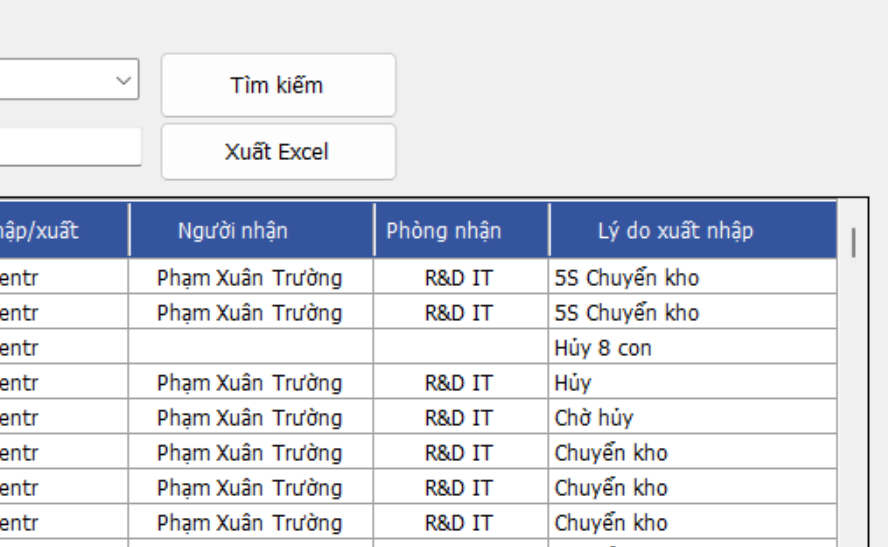 Tìm kiếm
Xuất Excel
hập/xuất Người nhận Phòng nhận Lý do xuất nhập
entr Phạm Xuân Trường R&D IT 5S Chuyển kho
entr Phạm Xuân Trường R&D IT 5S Chuyển kho
entr Hủy 8 con
entr Phạm Xuân Trường R&D IT Hủy
entr Phạm Xuân Trường R&D IT Chờ hủy
entr Phạm Xuân Trường R&D IT Chuyển kho
entr Phạm Xuân Trường R&D IT Chuyển kho
entr Phạm Xuân Trường R&D IT Chuyển kho